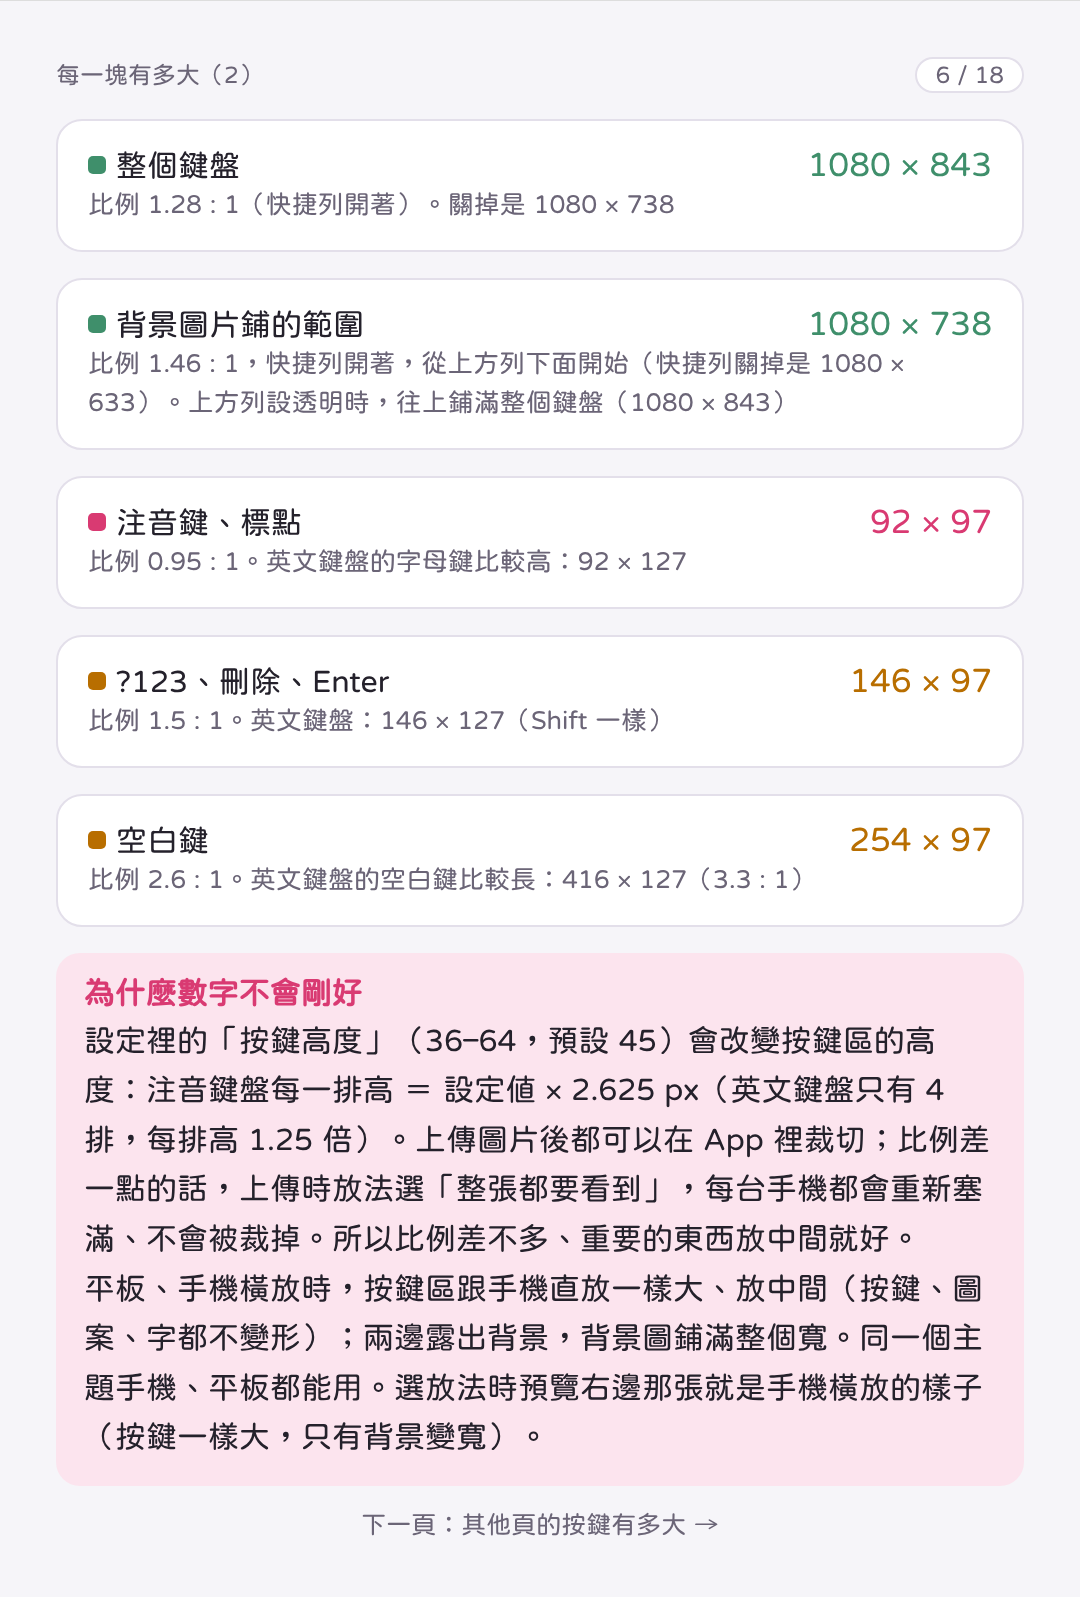 每一塊有多大（2）
6 / 18
整個鍵盤
1080 × 843
比例 1.28 : 1（快捷列開著）。關掉是 1080 × 738
背景圖片鋪的範圍
1080 × 738
比例 1.46 : 1，快捷列開著，從上方列下面開始（快捷列關掉是 1080 ×
633）。上方列設透明時，往上鋪滿整個鍵盤（1080 × 843）
注音鍵、標點
92 × 97
比例 0.95 : 1。英文鍵盤的字母鍵比較高：92 × 127
?123、刪除、Enter
146 × 97
比例 1.5 : 1。英文鍵盤：146 × 127（Shift 一樣）
空白鍵
254 × 97
比例 2.6 : 1。英文鍵盤的空白鍵比較長：416 × 127（3.3 : 1）
為什麼數字不會剛好
設定裡的「按鍵高度」（36–64，預設 45）會改變按鍵區的高
度：注音鍵盤每一排高 ＝ 設定值 × 2.625 px（英文鍵盤只有 4
排，每排高 1.25 倍）。上傳圖片後都可以在 App 裡裁切；比例差
一點的話，上傳時放法選「整張都要看到」，每台手機都會重新塞
滿、不會被裁掉。所以比例差不多、重要的東西放中間就好。
平板、手機橫放時，按鍵區跟手機直放一樣大、放中間（按鍵、圖
案、字都不變形）；兩邊露出背景，背景圖鋪滿整個寬。同一個主
題手機、平板都能用。選放法時預覽右邊那張就是手機橫放的樣子
（按鍵一樣大，只有背景變寬）。
下一頁：其他頁的按鍵有多大 →